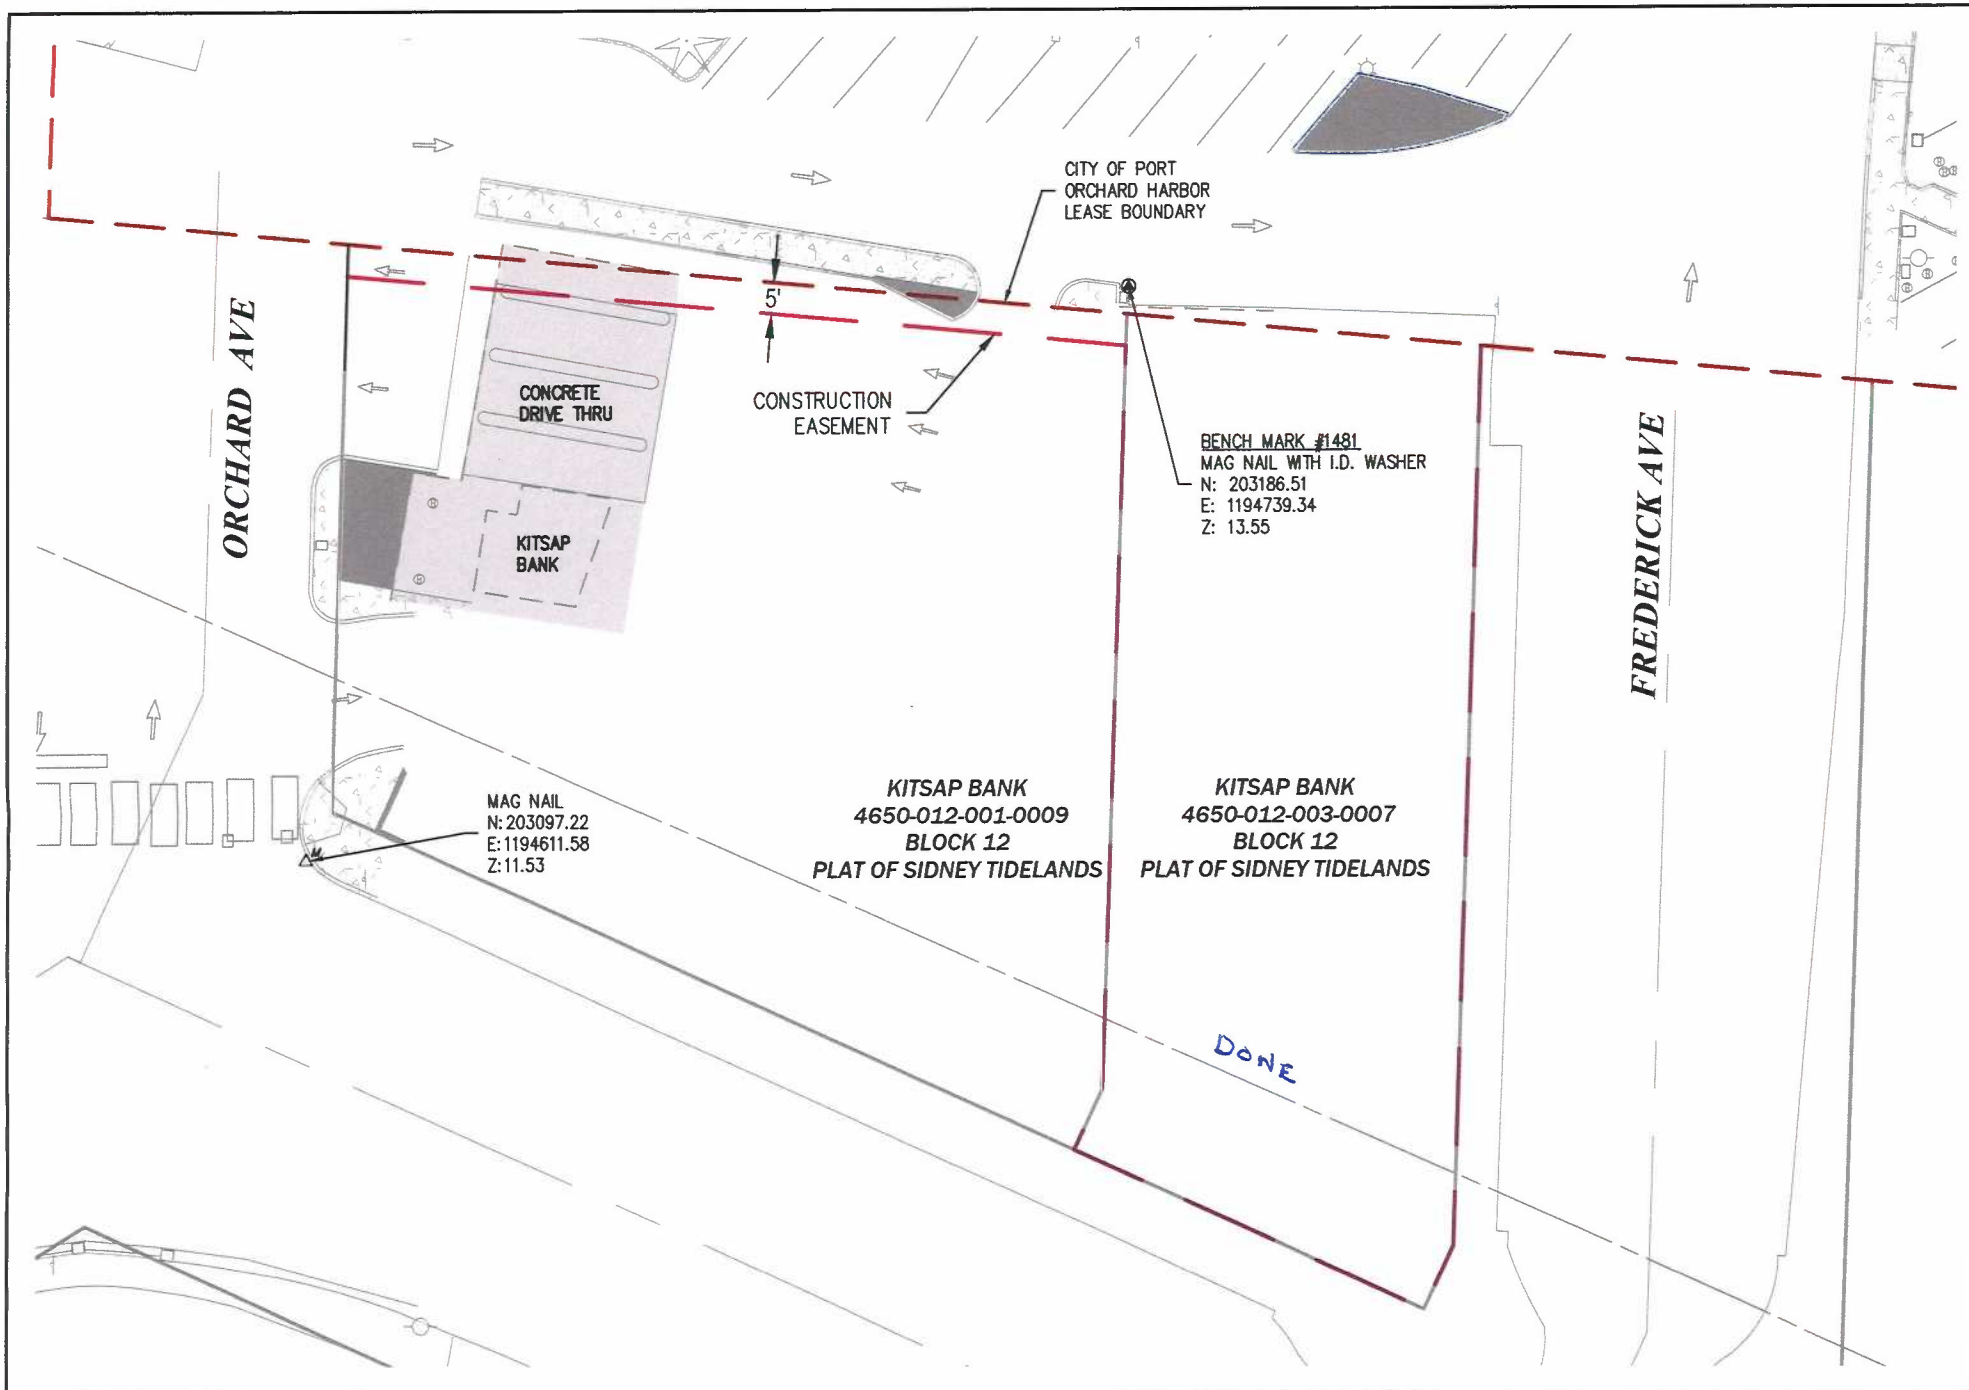 CITY OF PORT
ORCHARD HARBOR
LEASE BOUNDARY
5'
ORCHARD AVE
CONCRETE
DRIVE THRU
CONSTRUCTION
EASEMENT
BENCH MARK #1481
MAG NAIL WITH I.D. WASHER
N: 203186.51
E: 1194739.34
Z: 13.55
FREDERICK AVE
KITSAP
BANK
MAG NAIL
N: 203097.22
E: 1194611.58
Z: 11.53
KITSAP BANK
4650-012-001-0009
BLOCK 12
PLAT OF SIDNEY TIDELANDS
KITSAP BANK
4650-012-003-0007
BLOCK 12
PLAT OF SIDNEY TIDELANDS
DONE